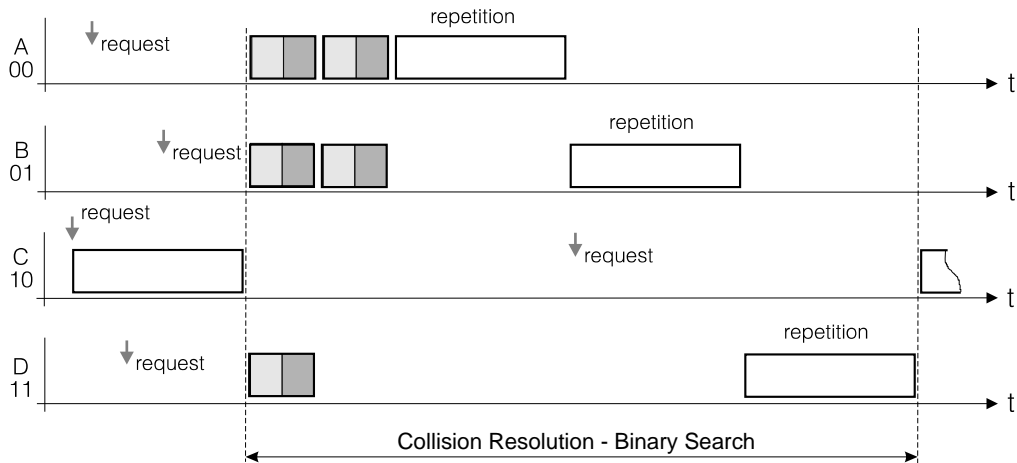 repetition
A
00
request
t
repetition
B
01
request
t
request
C
10
request
t
repetition
D
11
request
t
Collision Resolution - Binary Search